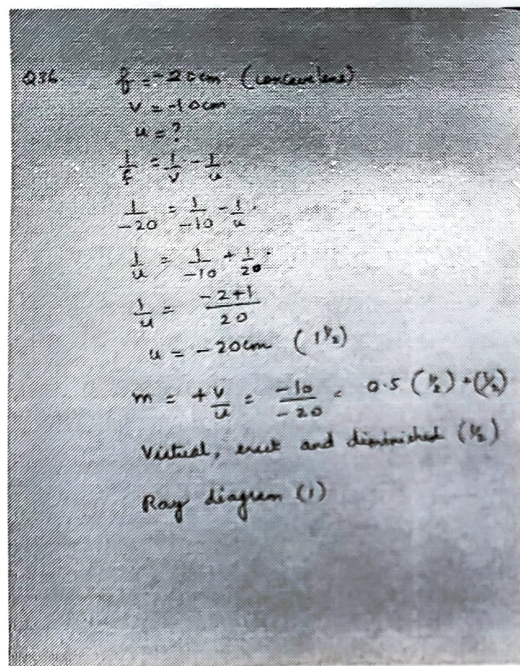 Q36 f = -20cm (concave lens)
v = -10cm
u = ?
1/f = 1/v - 1/u
1/-20 = 1/-10 - 1/u
1/u = 1/-10 + 1/20
1/u = -2+1/20
u = -20cm (1½)
m = +v/u = -10/-20 = 0.5 (½) + (½)
Virtual, erect and diminished (½)
Ray diagram (1)